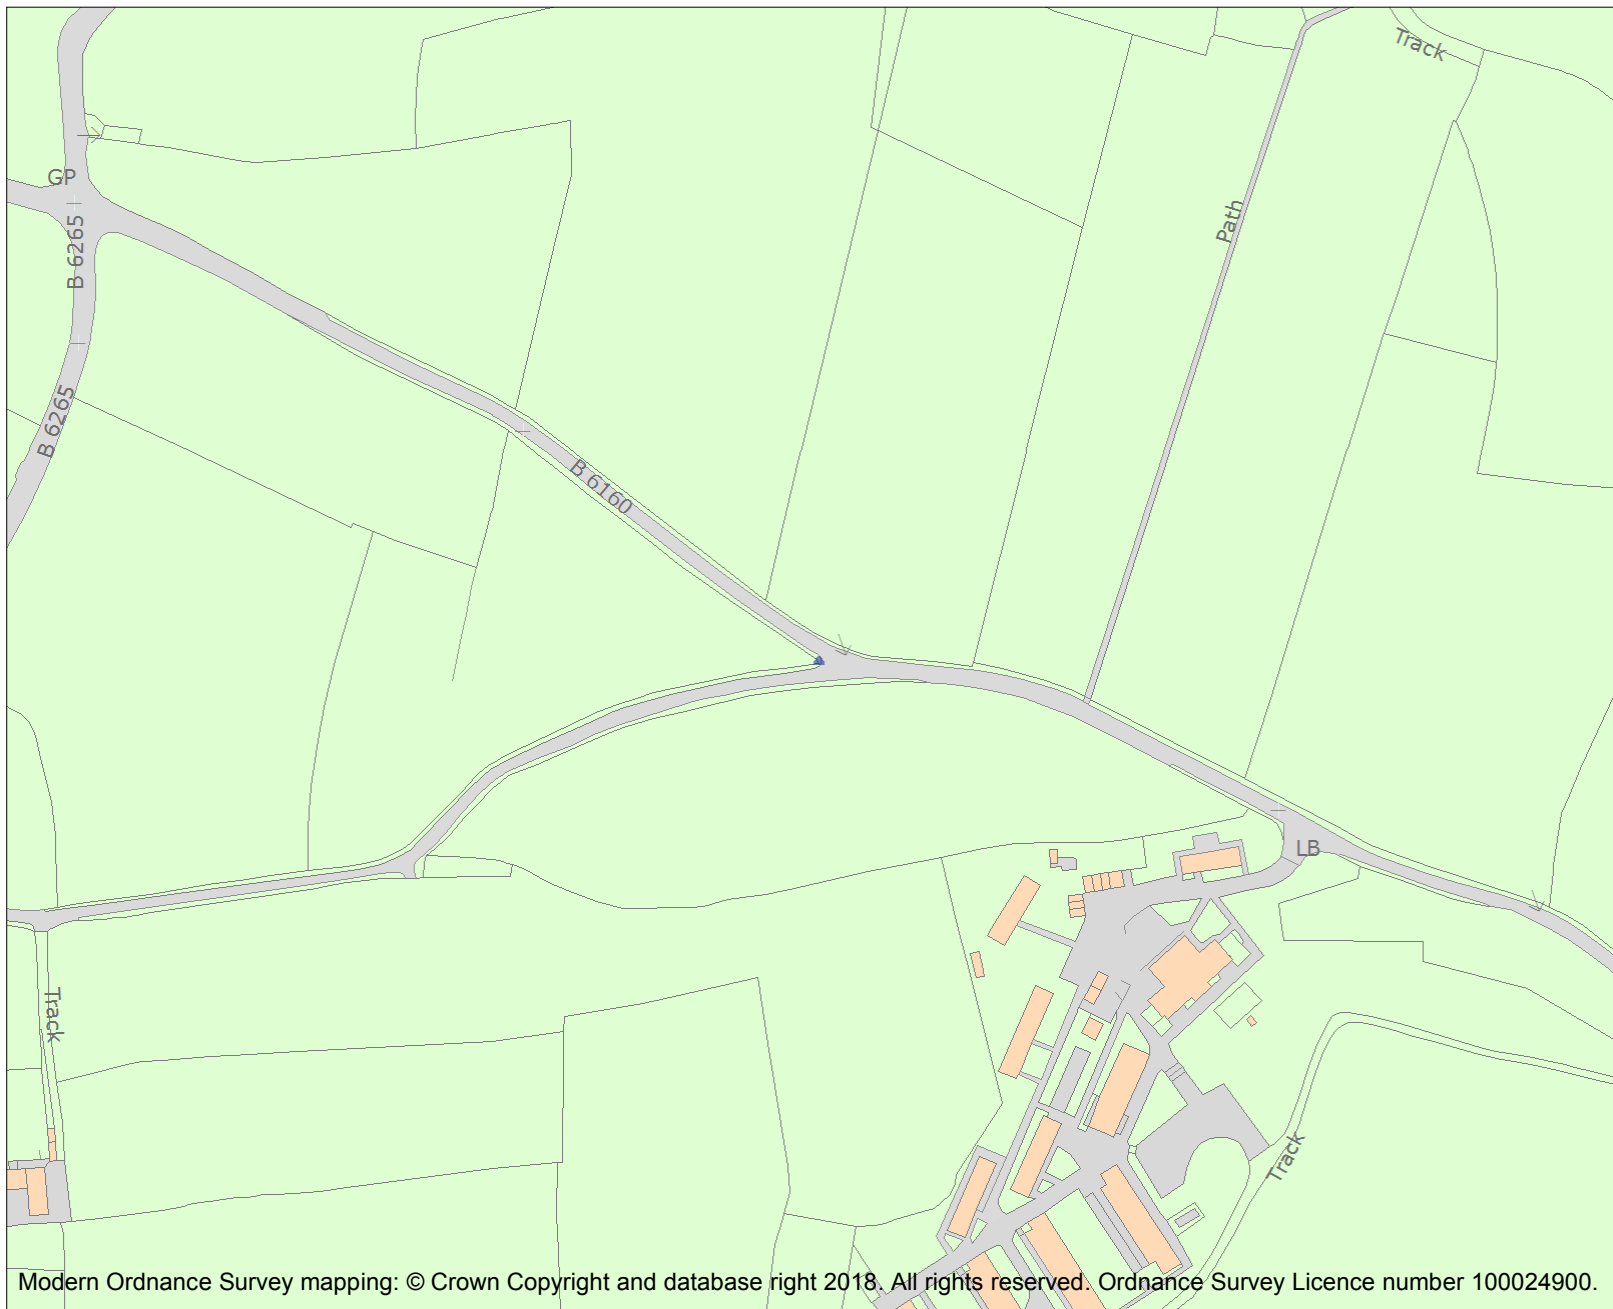 Track
GP
B 6265
Path
B 6265
B 6160
LB
Track
Track
Modern Ordnance Survey mapping: © Crown Copyright and database right 2018. All rights reserved. Ordnance Survey Licence number 100024900.